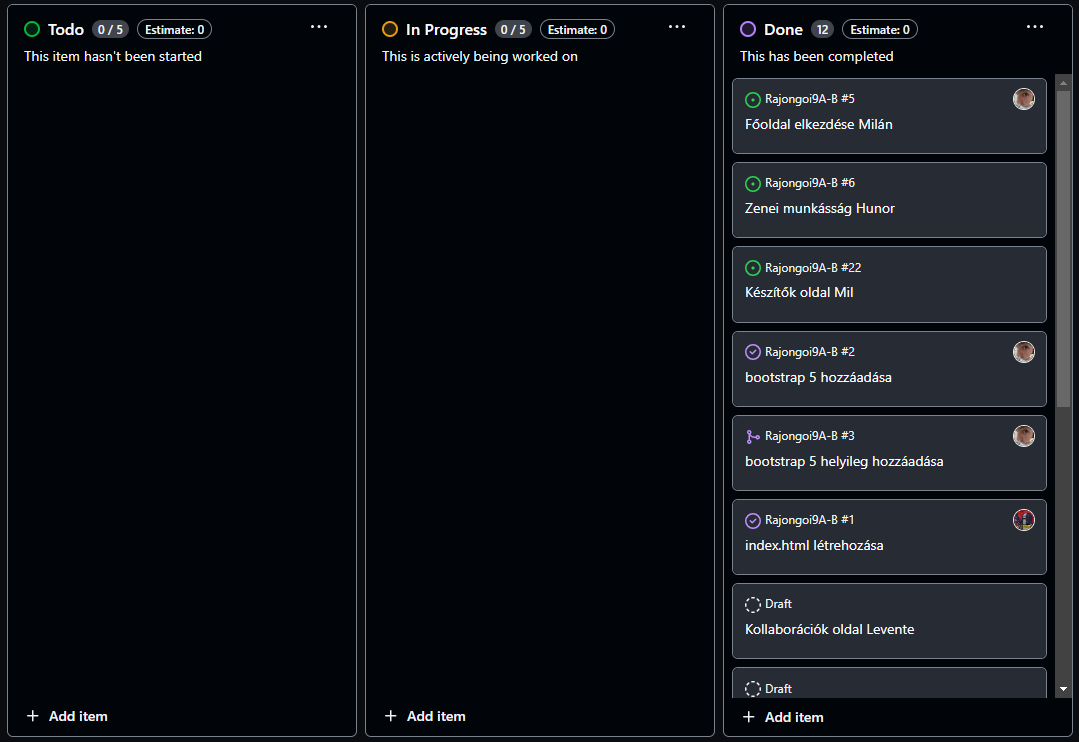 Todo 0 / 5 Estimate: 0
This item hasn't been started
+ Add item
In Progress 0 / 5 Estimate: 0
This is actively being worked on
+ Add item
Done 12 Estimate: 0
This has been completed
Rajongoi9A-B #5
Főoldal elkezdése Milán
Rajongoi9A-B #6
Zenei munkásság Hunor
Rajongoi9A-B #22
Készítők oldal Mil
Rajongoi9A-B #2
bootstrap 5 hozzáadása
Rajongoi9A-B #3
bootstrap 5 helyileg hozzáadása
Rajongoi9A-B #1
index.html létrehozása
Draft
Kollaborációk oldal Levente
Draft
+ Add item